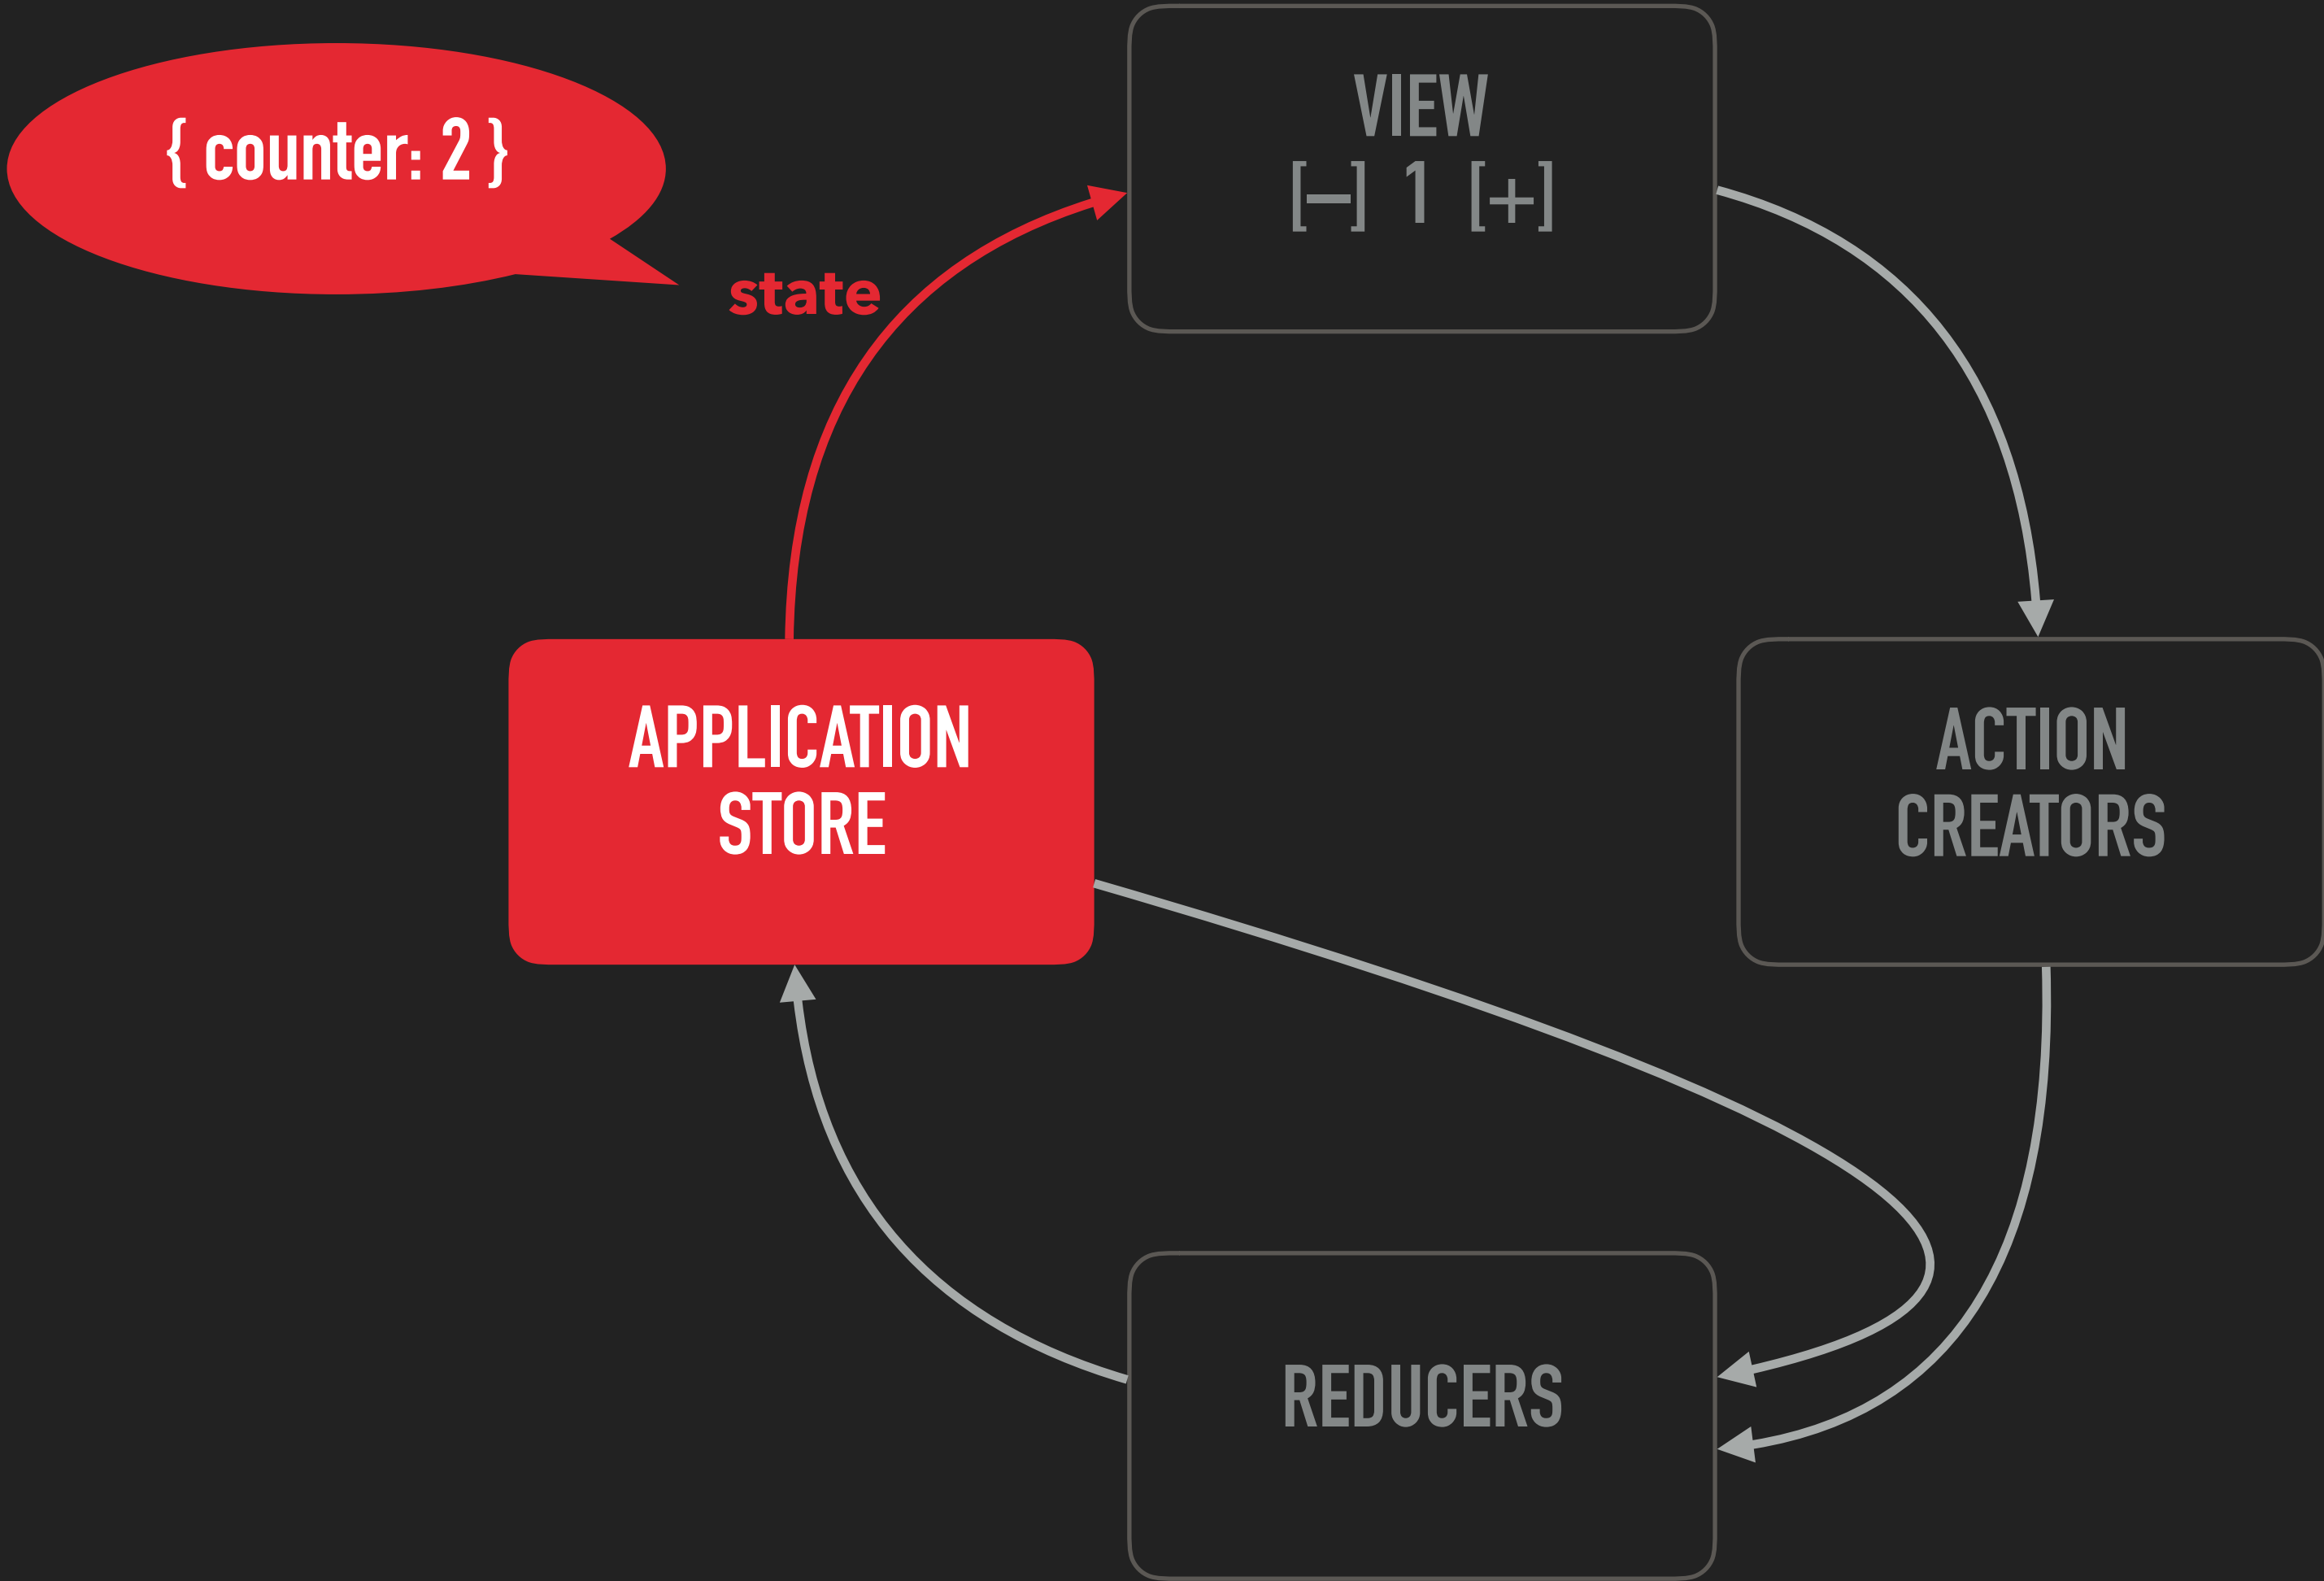 { counter: 2 }
VIEW
[–] 1 [+]
state
APPLICATION
STORE
ACTION
CREATORS
REDUCERS